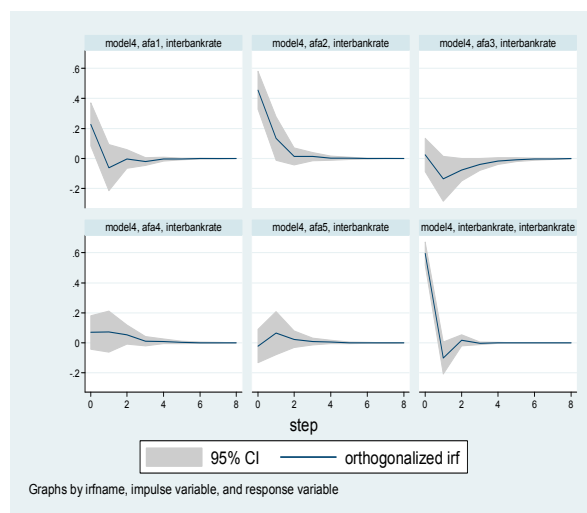 model4, afa1, interbankrate
model4, afa2, interbankrate
model4, afa3, interbankrate
.6
.4
.2
0
-.2
model4, afa4, interbankrate
model4, afa5, interbankrate
model4, interbankrate, interbankrate
.6
.4
.2
0
-.2
0 2 4 6 8
0 2 4 6 8
0 2 4 6 8
step
95% CI
orthogonalized irf
Graphs by irfname, impulse variable, and response variable